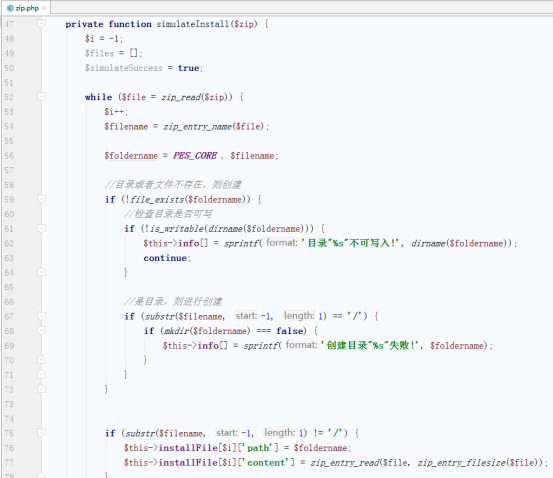 zip.php
47 private function simulateInstall($zip) {
48 $i = -1;
49 $files = [];
50 $simulateSuccess = true;
51
52 while ($file = zip_read($zip)) {
53 $i++;
54 $filename = zip_entry_name($file);
55
56 $foldername = PES_CORE . $filename;
57
58 //目录或者文件不存在，则创建
59 if (!file_exists($foldername)) {
60 //检查目录是否可写
61 if (!is_writable(dirname($foldername))) {
62 $this->info[] = sprintf( format: '目录"%s"不可写入!', dirname($foldername));
63 continue;
64 }
65
66 //是目录，则进行创建
67 if (substr($filename, start: -1, length: 1) == '/') {
68 if (mkdir($foldername) === false) {
69 $this->info[] = sprintf( format: '创建目录"%s"失败!', $foldername);
70 }
71 }
72 }
73
74
75 if (substr($filename, start: -1, length: 1) != '/') {
76 $this->installFile[$i]['path'] = $foldername;
77 $this->installFile[$i]['content'] = zip_entry_read($file, zip_entry_filesize($file));
78 }